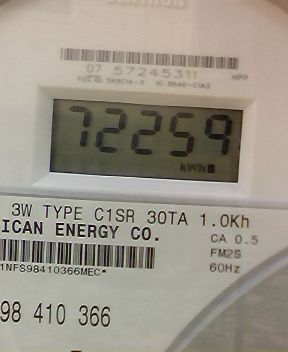 07 57245311 MPP
72259
kWh
3W TYPE C1SR 30TA 1.0Kh
ICAN ENERGY CO. CA 0.5
FM2S
1NFS98410366MEC* 60Hz
98 410 366